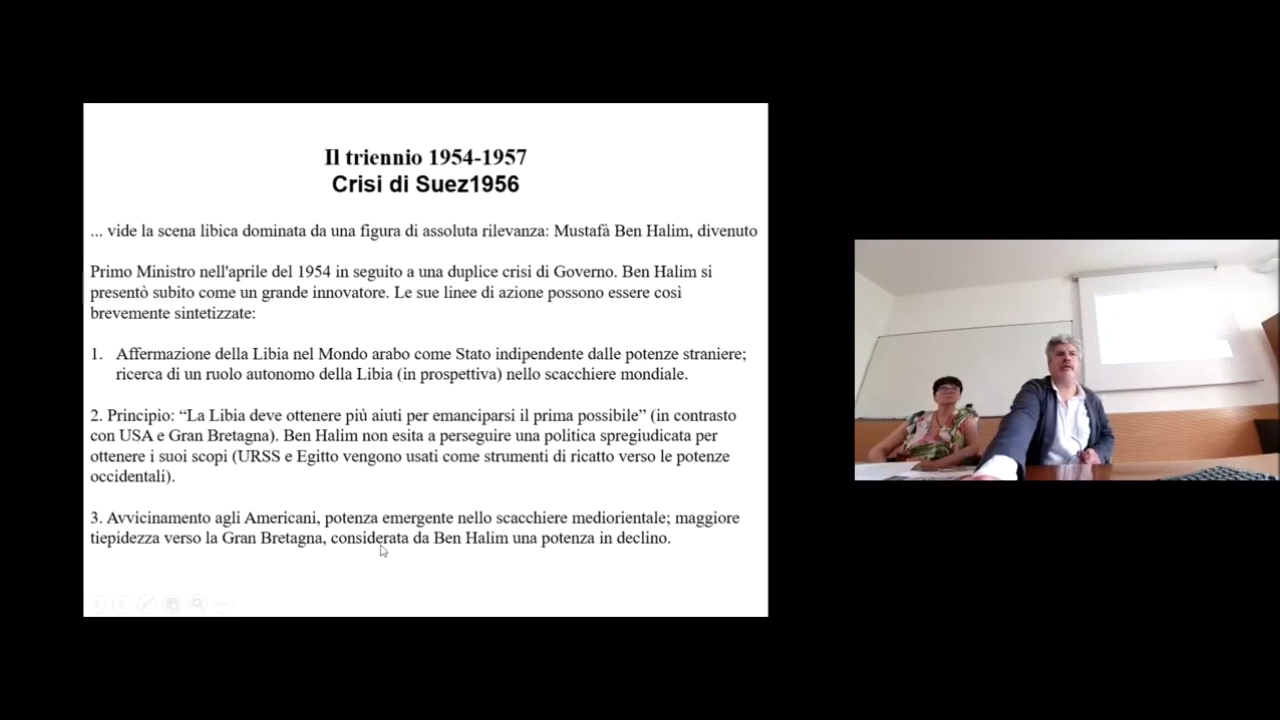 Il triennio 1954-1957
Crisi di Suez1956
... vide la scena libica dominata da una figura di assoluta rilevanza: Mustafà Ben Halim, divenuto
Primo Ministro nell'aprile del 1954 in seguito a una duplice crisi di Governo. Ben Halim si
presentò subito come un grande innovatore. Le sue linee di azione possono essere così
brevemente sintetizzate:
1. Affermazione della Libia nel Mondo arabo come Stato indipendente dalle potenze straniere;
ricerca di un ruolo autonomo della Libia (in prospettiva) nello scacchiere mondiale.
2. Principio: “La Libia deve ottenere più aiuti per emanciparsi il prima possibile” (in contrasto
con USA e Gran Bretagna). Ben Halim non esita a perseguire una politica spregiudicata per
ottenere i suoi scopi (URSS e Egitto vengono usati come strumenti di ricatto verso le potenze
occidentali).
3. Avvicinamento agli Americani, potenza emergente nello scacchiere mediorientale; maggiore
tiepidezza verso la Gran Bretagna, considerata da Ben Halim una potenza in declino.